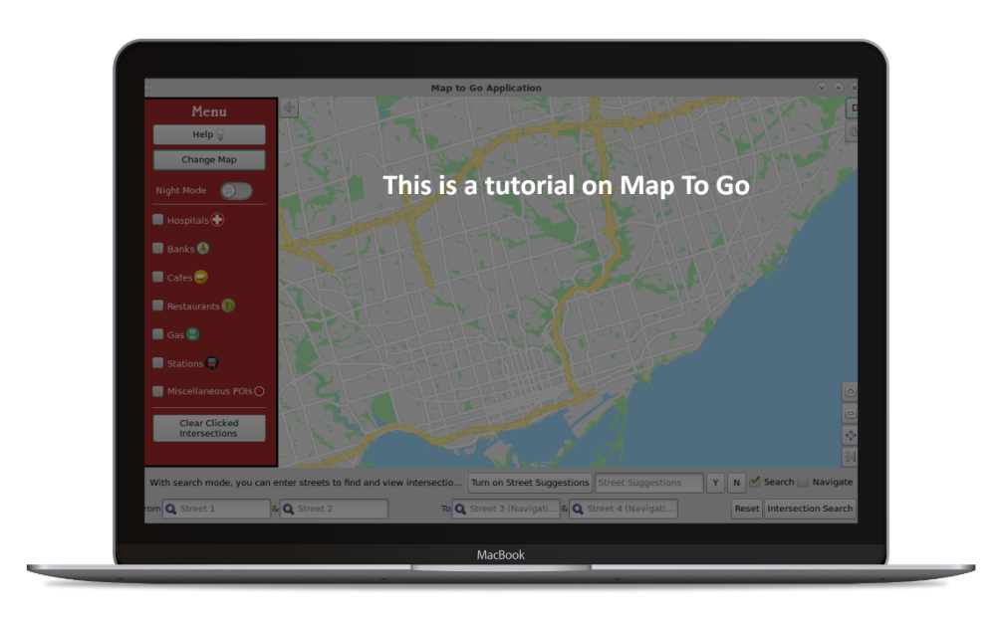 Map to Go Application
Menu
Help
Change Map
Night Mode
Hospitals
Banks
Cafes
Restaurants
Gas
Stations
Miscellaneous POIs
Clear Clicked
Intersections
This is a tutorial on Map To Go
With search mode, you can enter streets to find and view intersectio... Turn on Street Suggestions Street Suggestions Y N Search Navigate
rom Street 1 & Street 2 To Street 3 (Navigati... & Street 4 (Navigati... Reset Intersection Search
MacBook